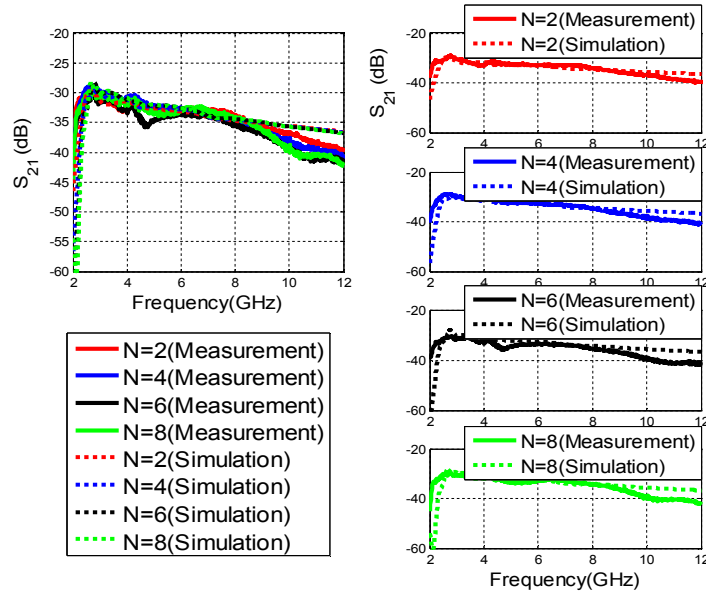 -20
-25
-30
-35
-40
-45
-50
-55
-60
S21 (dB)
2 4 6 8 10 12
Frequency(GHz)
N=2(Measurement)
N=4(Measurement)
N=6(Measurement)
N=8(Measurement)
N=2(Simulation)
N=4(Simulation)
N=6(Simulation)
N=8(Simulation)
-20
-40
-60
S21 (dB)
N=2(Measurement)
N=2(Simulation)
2 4 6 8 10 12
-20
-40
-60
N=4(Measurement)
N=4(Simulation)
2 4 6 8 10 12
-20
-40
-60
N=6(Measurement)
N=6(Simulation)
2 4 6 8 10 12
-20
-40
-60
N=8(Measurement)
N=8(Simulation)
2 4 6 8 10 12
Frequency(GHz)